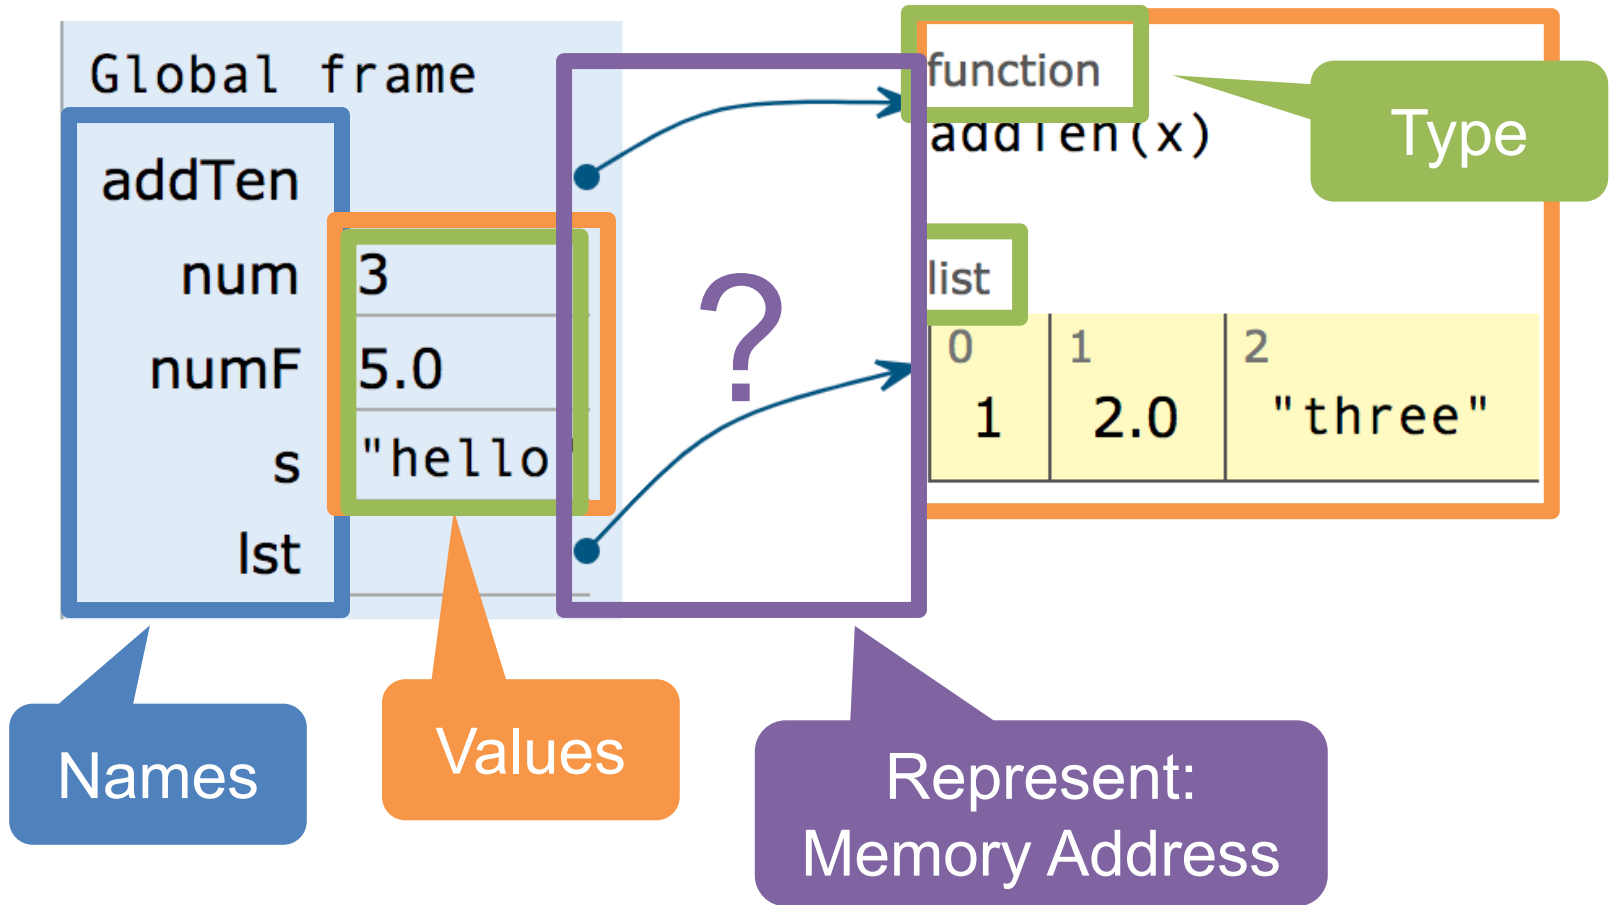 Global frame
addTen
num 3
numF 5.0
s "hello"
lst
?
function
addTen(x)
list
0 1 2
1 2.0 "three"
Type
Names
Values
Represent:
Memory Address